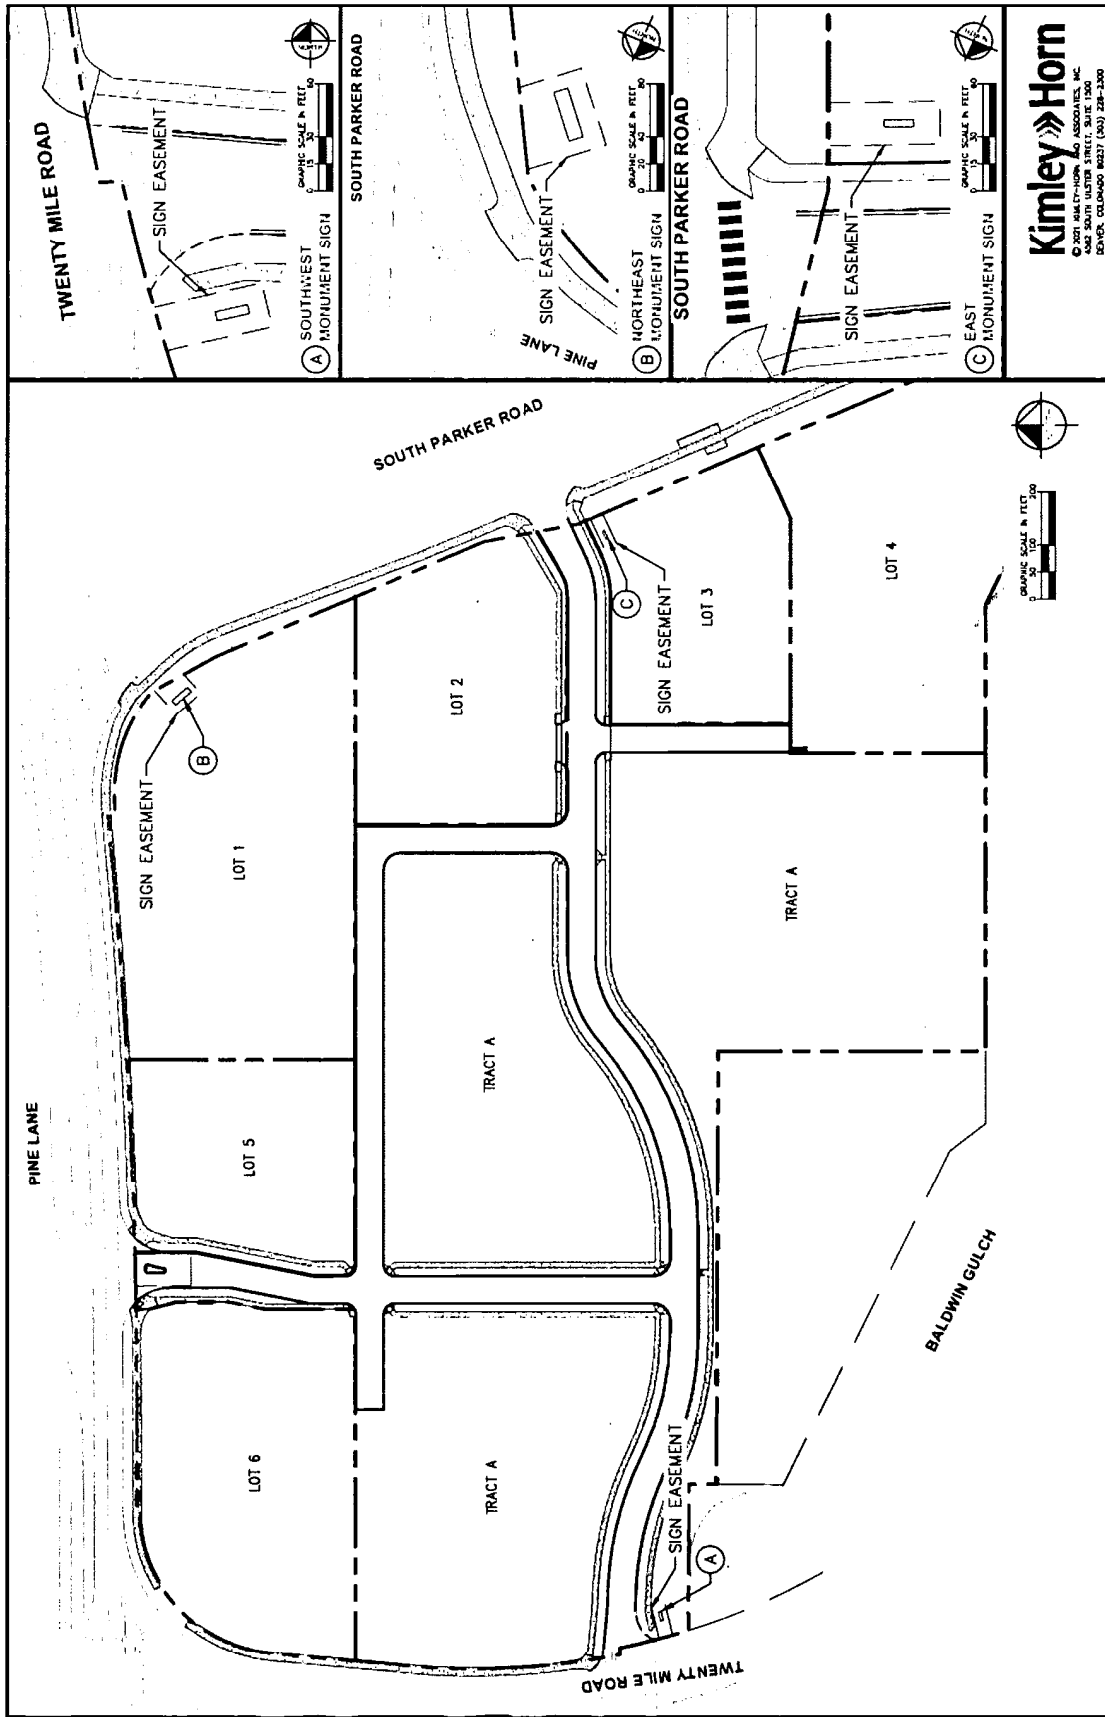 PINE LANE
SOUTH PARKER ROAD
SIGN EASEMENT
B
LOT 1
LOT 5
LOT 6
LOT 2
TRACT A
TRACT A
SIGN EASEMENT
C
LOT 3
LOT 4
TRACT A
SIGN EASEMENT
A
TWENTY MILE ROAD
BALDWIN GULCH
GRAPHIC SCALE IN FEET
0 50 100 200
TWENTY MILE ROAD
SIGN EASEMENT
A SOUTHWEST
MONUMENT SIGN
GRAPHIC SCALE IN FEET
0 15 30 60
NORTH
SOUTH PARKER ROAD
SIGN EASEMENT
PINE LANE
B NORTHEAST
MONUMENT SIGN
GRAPHIC SCALE IN FEET
0 20 40 80
NORTH
SOUTH PARKER ROAD
SIGN EASEMENT
C EAST
MONUMENT SIGN
GRAPHIC SCALE IN FEET
0 15 30 60
NORTH
Kimley»Horn
© 2021 KIMLEY-HORN AND ASSOCIATES, INC.
4582 SOUTH ULSTER STREET, SUITE 1500
DENVER, COLORADO 80237 (303) 228-2300